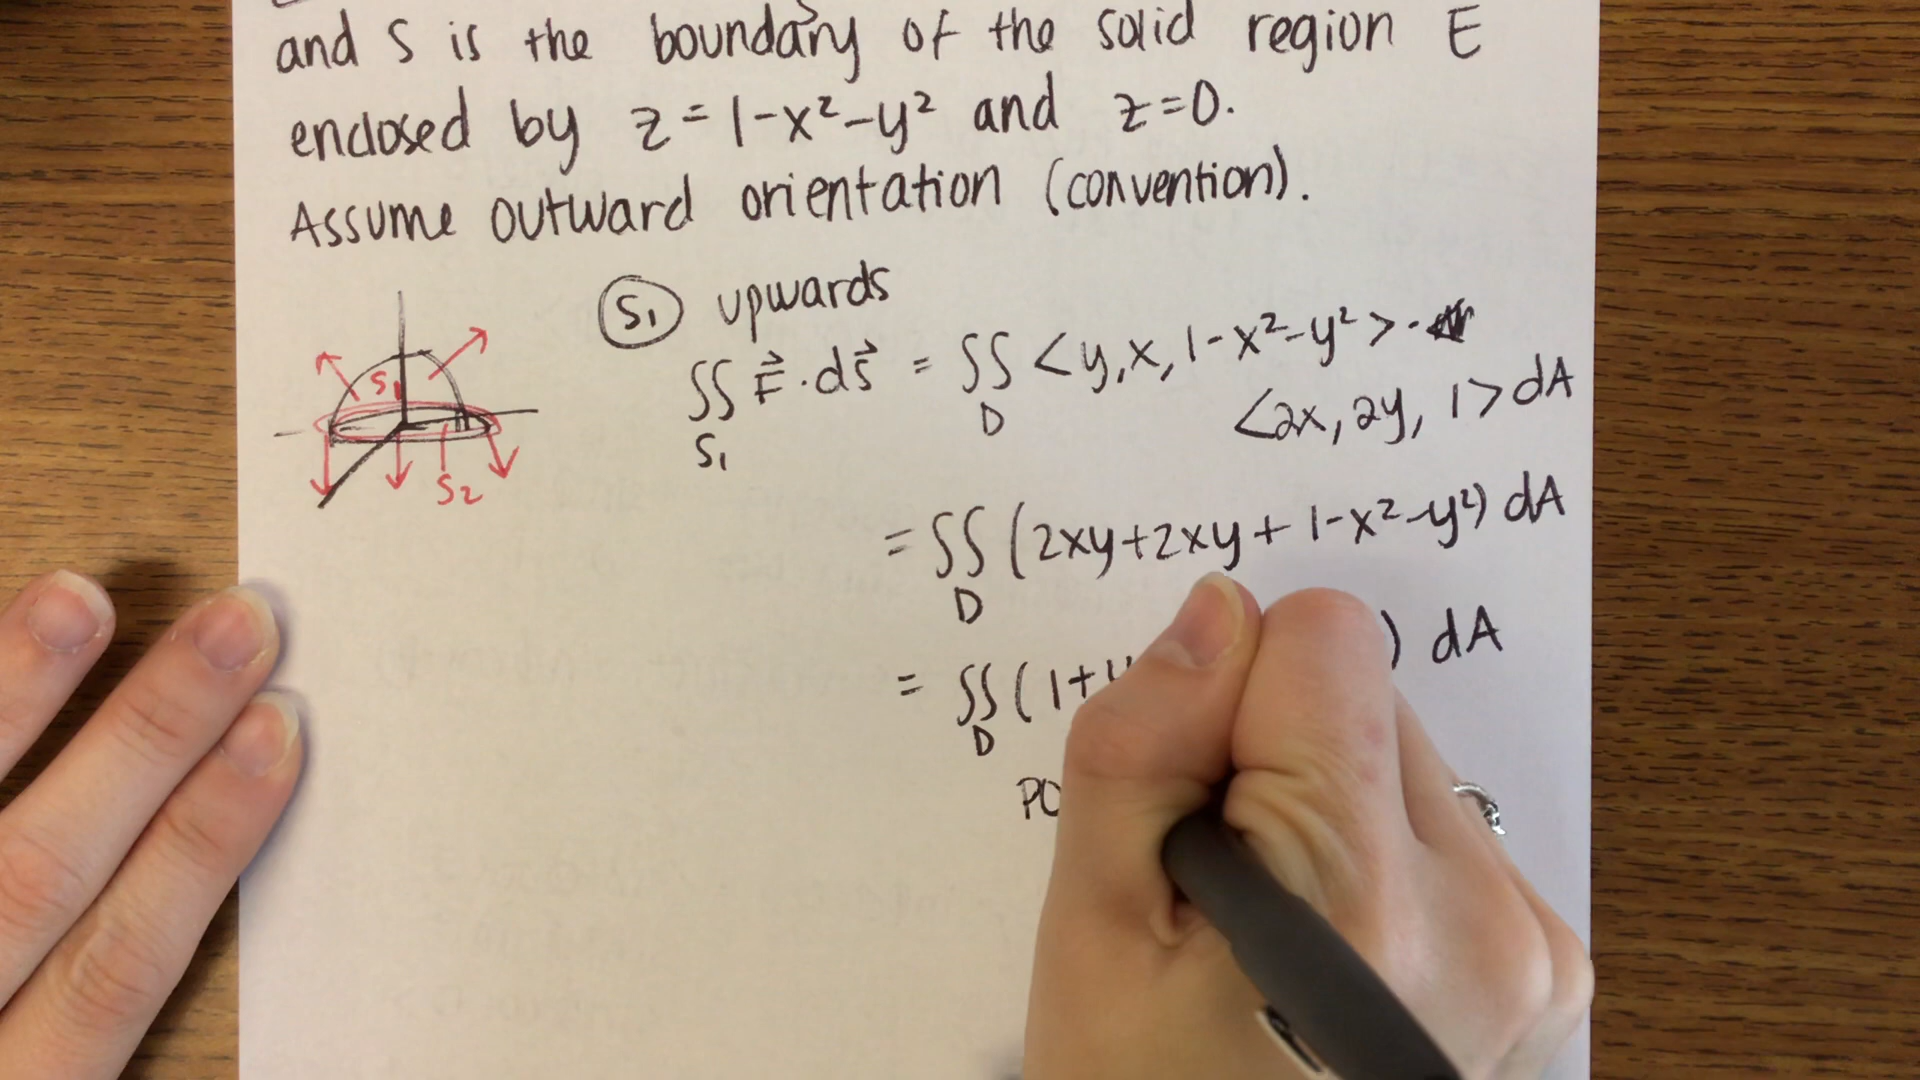 and S is the boundary of the solid region E
enclosed by z = 1-x²-y² and z=0.
Assume outward orientation (convention).
S₁ upwards
∬ F⃗ · dS⃗ = ∬ <y, x, 1-x²-y²> ·
S₁ D
<2x, 2y, 1> dA
= ∬ (2xy+2xy+1-x²-y²) dA
D
= ∬ (1+ ) dA
D
S₁
S₂